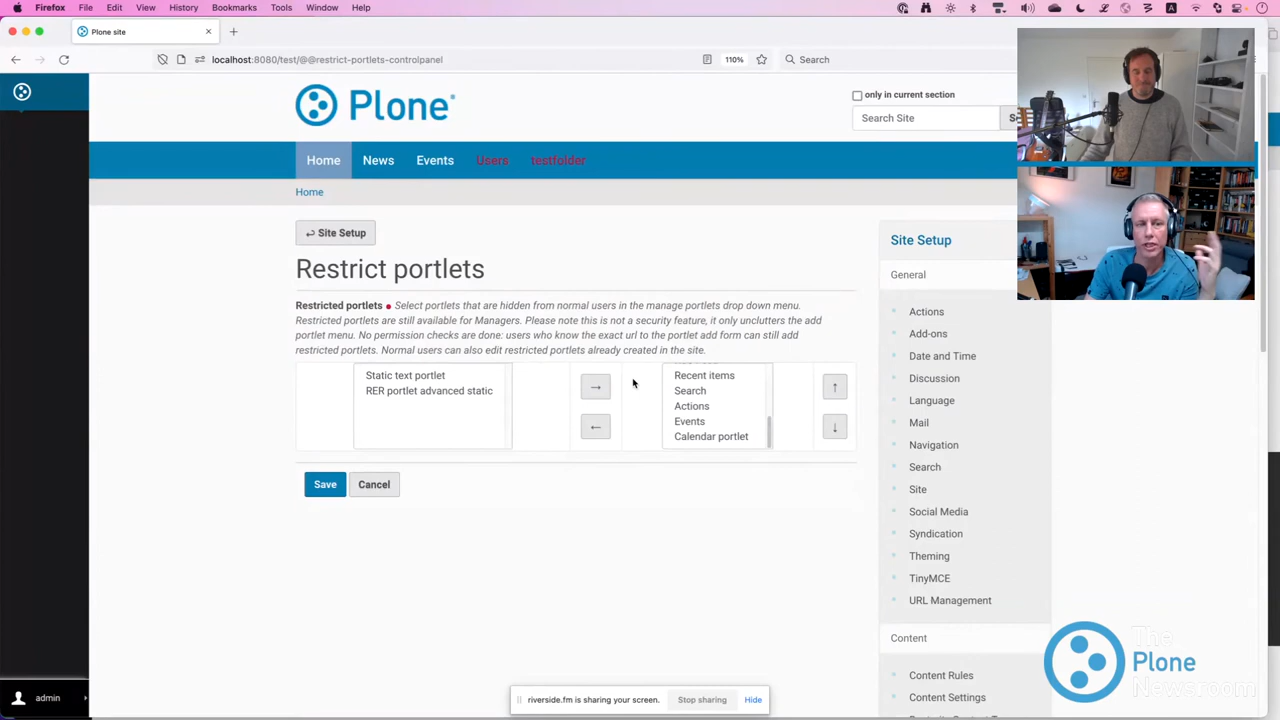 Firefox File Edit View History Bookmarks Tools Window Help
Plone site
localhost:8080/test/@@restrict-portlets-controlpanel
110%
Search
Plone
only in current section
Search Site
Home News Events Users testfolder
Home
Site Setup
Restrict portlets
Restricted portlets Select portlets that are hidden from normal users in the manage portlets drop down menu.
Restricted portlets are still available for Managers. Please note this is not a security feature, it only unclutters the add
portlet menu. No permission checks are done: users who know the exact url to the portlet add form can still add
restricted portlets. Normal users can also edit restricted portlets already created in the site.
Static text portlet
RER portlet advanced static
→
←
Recent items
Search
Actions
Events
Calendar portlet
↑
↓
Save Cancel
Site Setup
General
Actions
Add-ons
Date and Time
Discussion
Language
Mail
Navigation
Search
Site
Social Media
Syndication
Theming
TinyMCE
URL Management
Content
Content Rules
Content Settings
admin
riverside.fm is sharing your screen. Stop sharing Hide
The
Plone
Newsroom